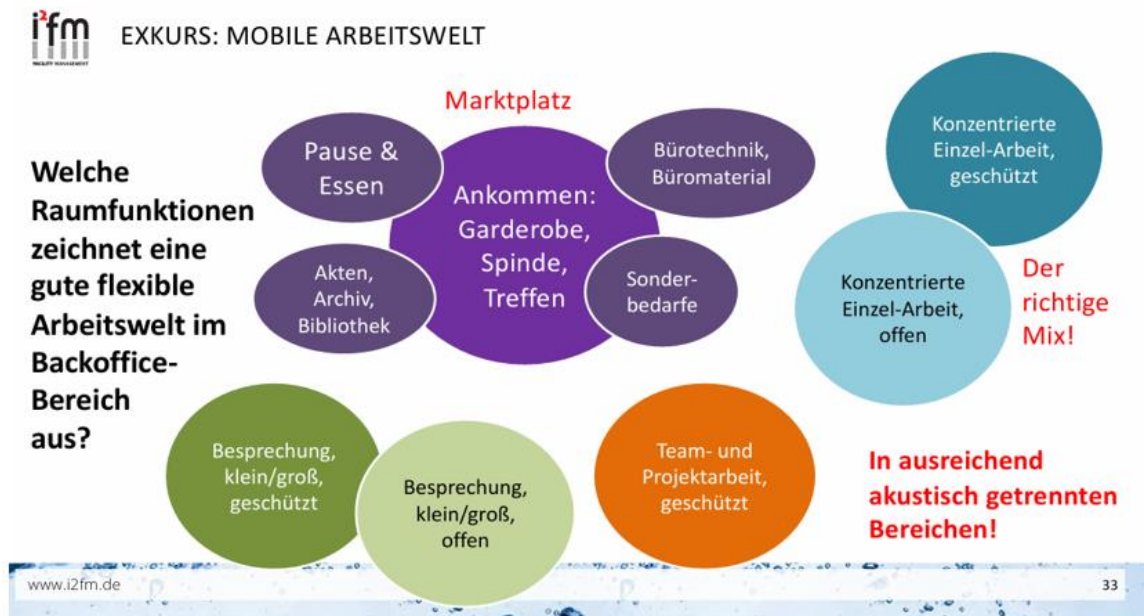 i²fm
FACILITY MANAGEMENT
EXKURS: MOBILE ARBEITSWELT
Welche
Raumfunktionen
zeichnet eine
gute flexible
Arbeitswelt im
Backoffice-
Bereich
aus?
Marktplatz
Pause &
Essen
Ankommen:
Garderobe,
Spinde,
Treffen
Bürotechnik,
Büromaterial
Akten,
Archiv,
Bibliothek
Sonder-
bedarfe
Konzentrierte
Einzel-Arbeit,
geschützt
Konzentrierte
Einzel-Arbeit,
offen
Der
richtige
Mix!
Besprechung,
klein/groß,
geschützt
Besprechung,
klein/groß,
offen
Team- und
Projektarbeit,
geschützt
In ausreichend
akustisch getrennten
Bereichen!
www.i2fm.de
33